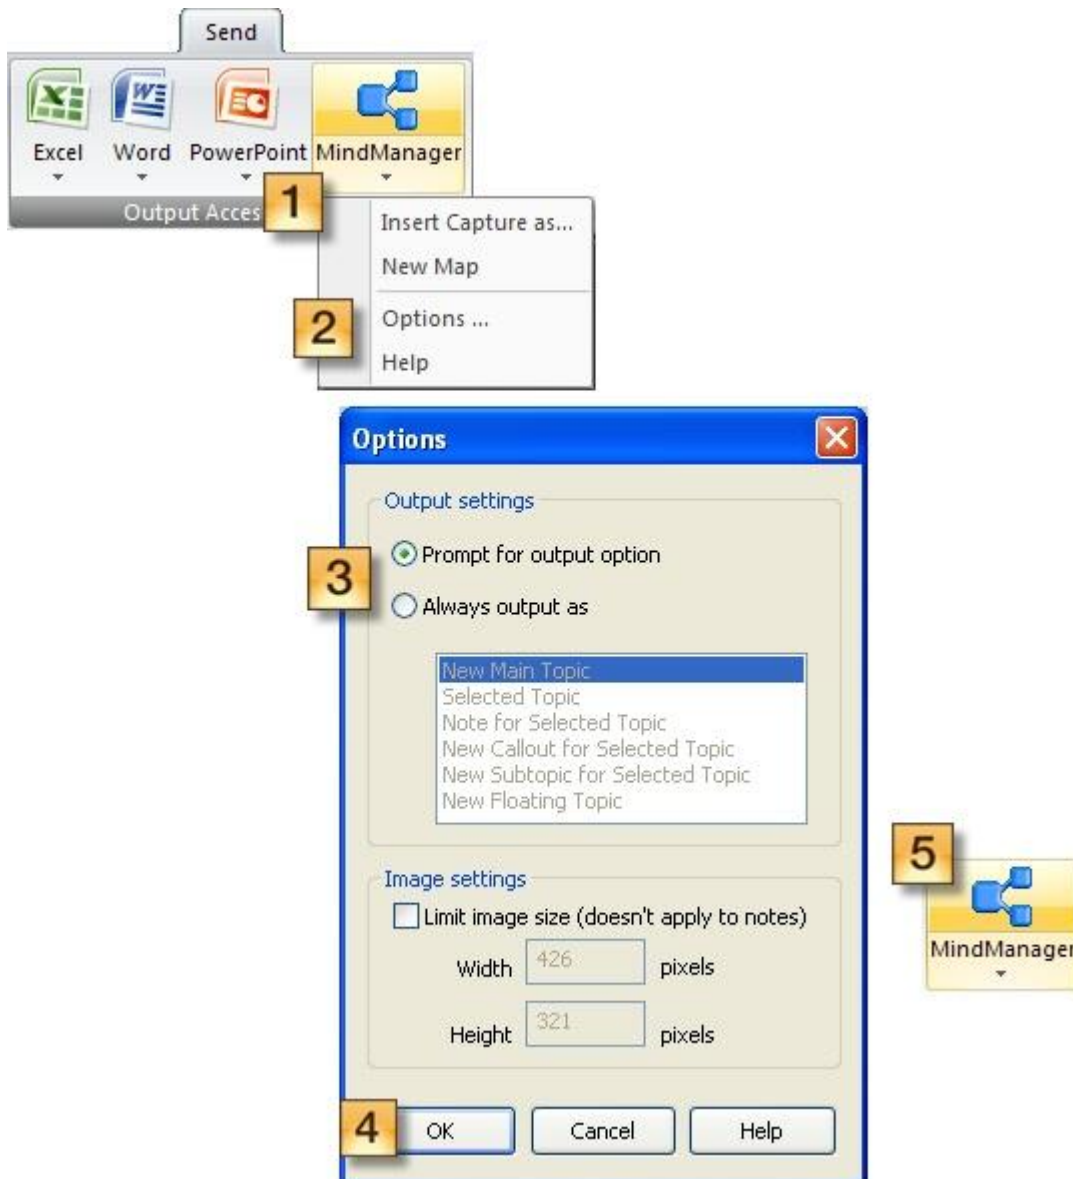 Send
Excel Word PowerPoint MindManager
1
Insert Capture as...
New Map
2
Options ...
Help
Options
Output settings
3
Prompt for output option
Always output as
New Main Topic
Selected Topic
Note for Selected Topic
New Callout for Selected Topic
New Subtopic for Selected Topic
New Floating Topic
Image settings
Limit image size (doesn't apply to notes)
Width 426 pixels
Height 321 pixels
4
OK Cancel Help
5
MindManager
Output Acces